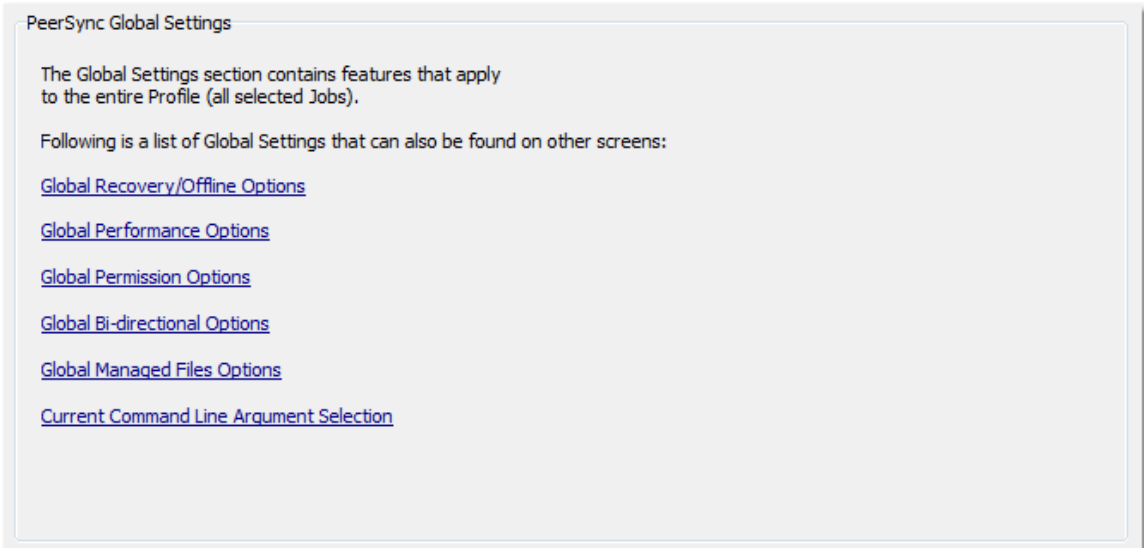 PeerSync Global Settings
The Global Settings section contains features that apply
to the entire Profile (all selected Jobs).
Following is a list of Global Settings that can also be found on other screens:
Global Recovery/Offline Options
Global Performance Options
Global Permission Options
Global Bi-directional Options
Global Managed Files Options
Current Command Line Argument Selection